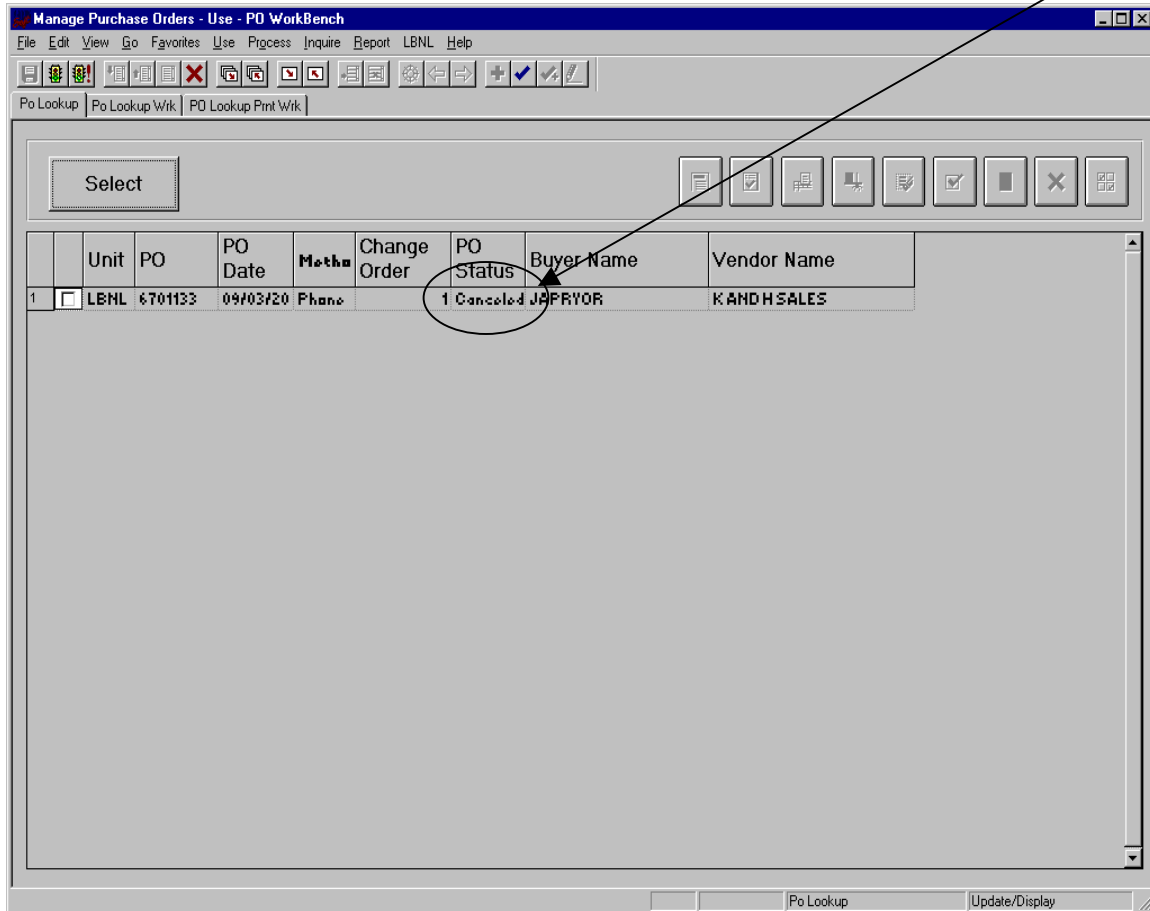 Manage Purchase Orders - Use - PO WorkBench
File Edit View Go Favorites Use Process Inquire Report LBNL Help
Po Lookup Po Lookup Wrk PO Lookup Prnt Wrk
Select
Unit PO PO Date Metho Change Order PO Status Buyer Name Vendor Name
1 LBNL 6701133 09/03/20 Phone 1 Canceled JAPRYOR K AND H SALES
Po Lookup Update/Display